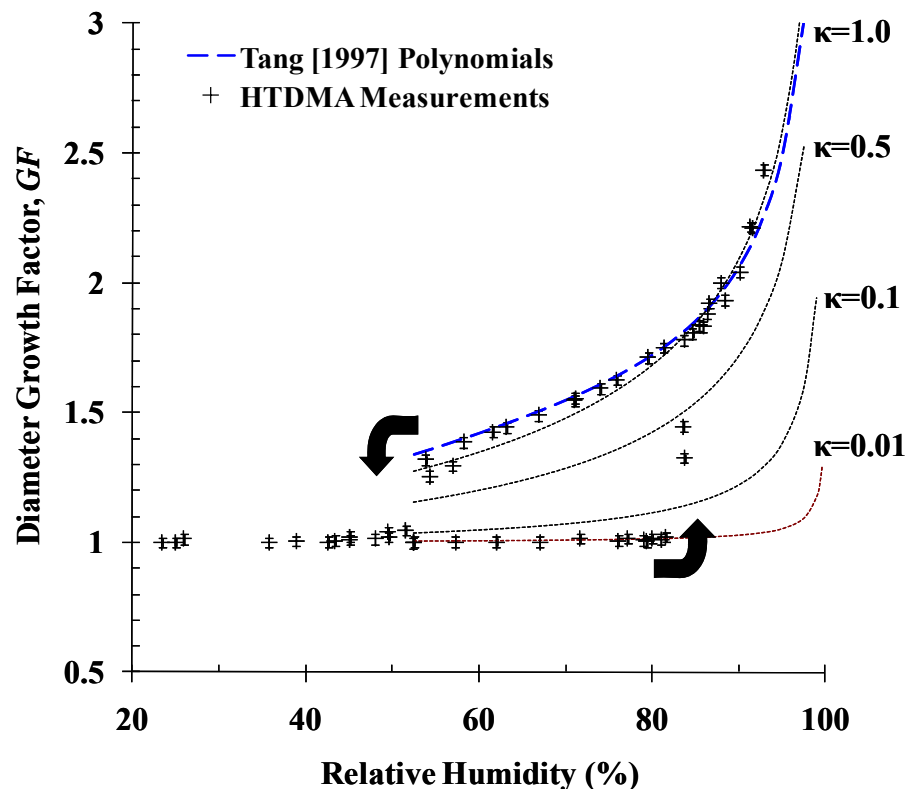 3
2.5
2
1.5
1
0.5
20
40
60
80
100
Diameter Growth Factor, GF
Relative Humidity (%)
Tang [1997] Polynomials
HTDMA Measurements
κ=1.0
κ=0.5
κ=0.1
κ=0.01